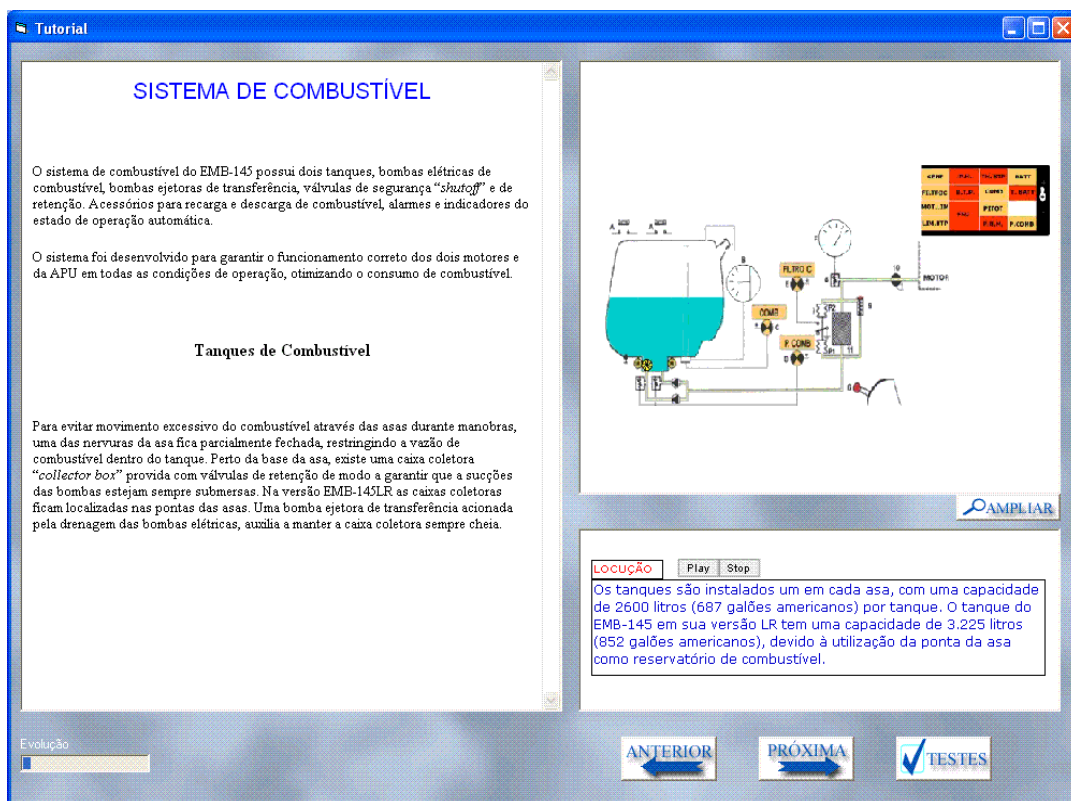 Tutorial
SISTEMA DE COMBUSTÍVEL
O sistema de combustível do EMB-145 possui dois tanques, bombas elétricas de
combustível, bombas ejetoras de transferência, válvulas de segurança “shutoff” e de
retenção. Acessórios para recarga e descarga de combustível, alarmes e indicadores do
estado de operação automática.
O sistema foi desenvolvido para garantir o funcionamento correto dos dois motores e
da APU em todas as condições de operação, otimizando o consumo de combustível.
Tanques de Combustível
Para evitar movimento excessivo do combustível através das asas durante manobras,
uma das nervuras da asa fica parcialmente fechada, restringindo a vazão de
combustível dentro do tanque. Perto da base da asa, existe uma caixa coletora
“collector box” provida com válvulas de retenção de modo a garantir que a sucções
das bombas estejam sempre submersas. Na versão EMB-145LR as caixas coletoras
ficam localizadas nas pontas das asas. Uma bomba ejetora de transferência acionada
pela drenagem das bombas elétricas, auxilia a manter a caixa coletora sempre cheia.
BATT
PITOT
P.COMB
A
A
B
FILTRO C
COMB
P COMB
MOTOR
10
P2
P1
11
G
AMPLIAR
LOCUÇÃO
Play
Stop
Os tanques são instalados um em cada asa, com uma capacidade
de 2600 litros (687 galões americanos) por tanque. O tanque do
EMB-145 em sua versão LR tem uma capacidade de 3.225 litros
(852 galões americanos), devido à utilização da ponta da asa
como reservatório de combustível.
Evolução
ANTERIOR
PRÓXIMA
TESTES